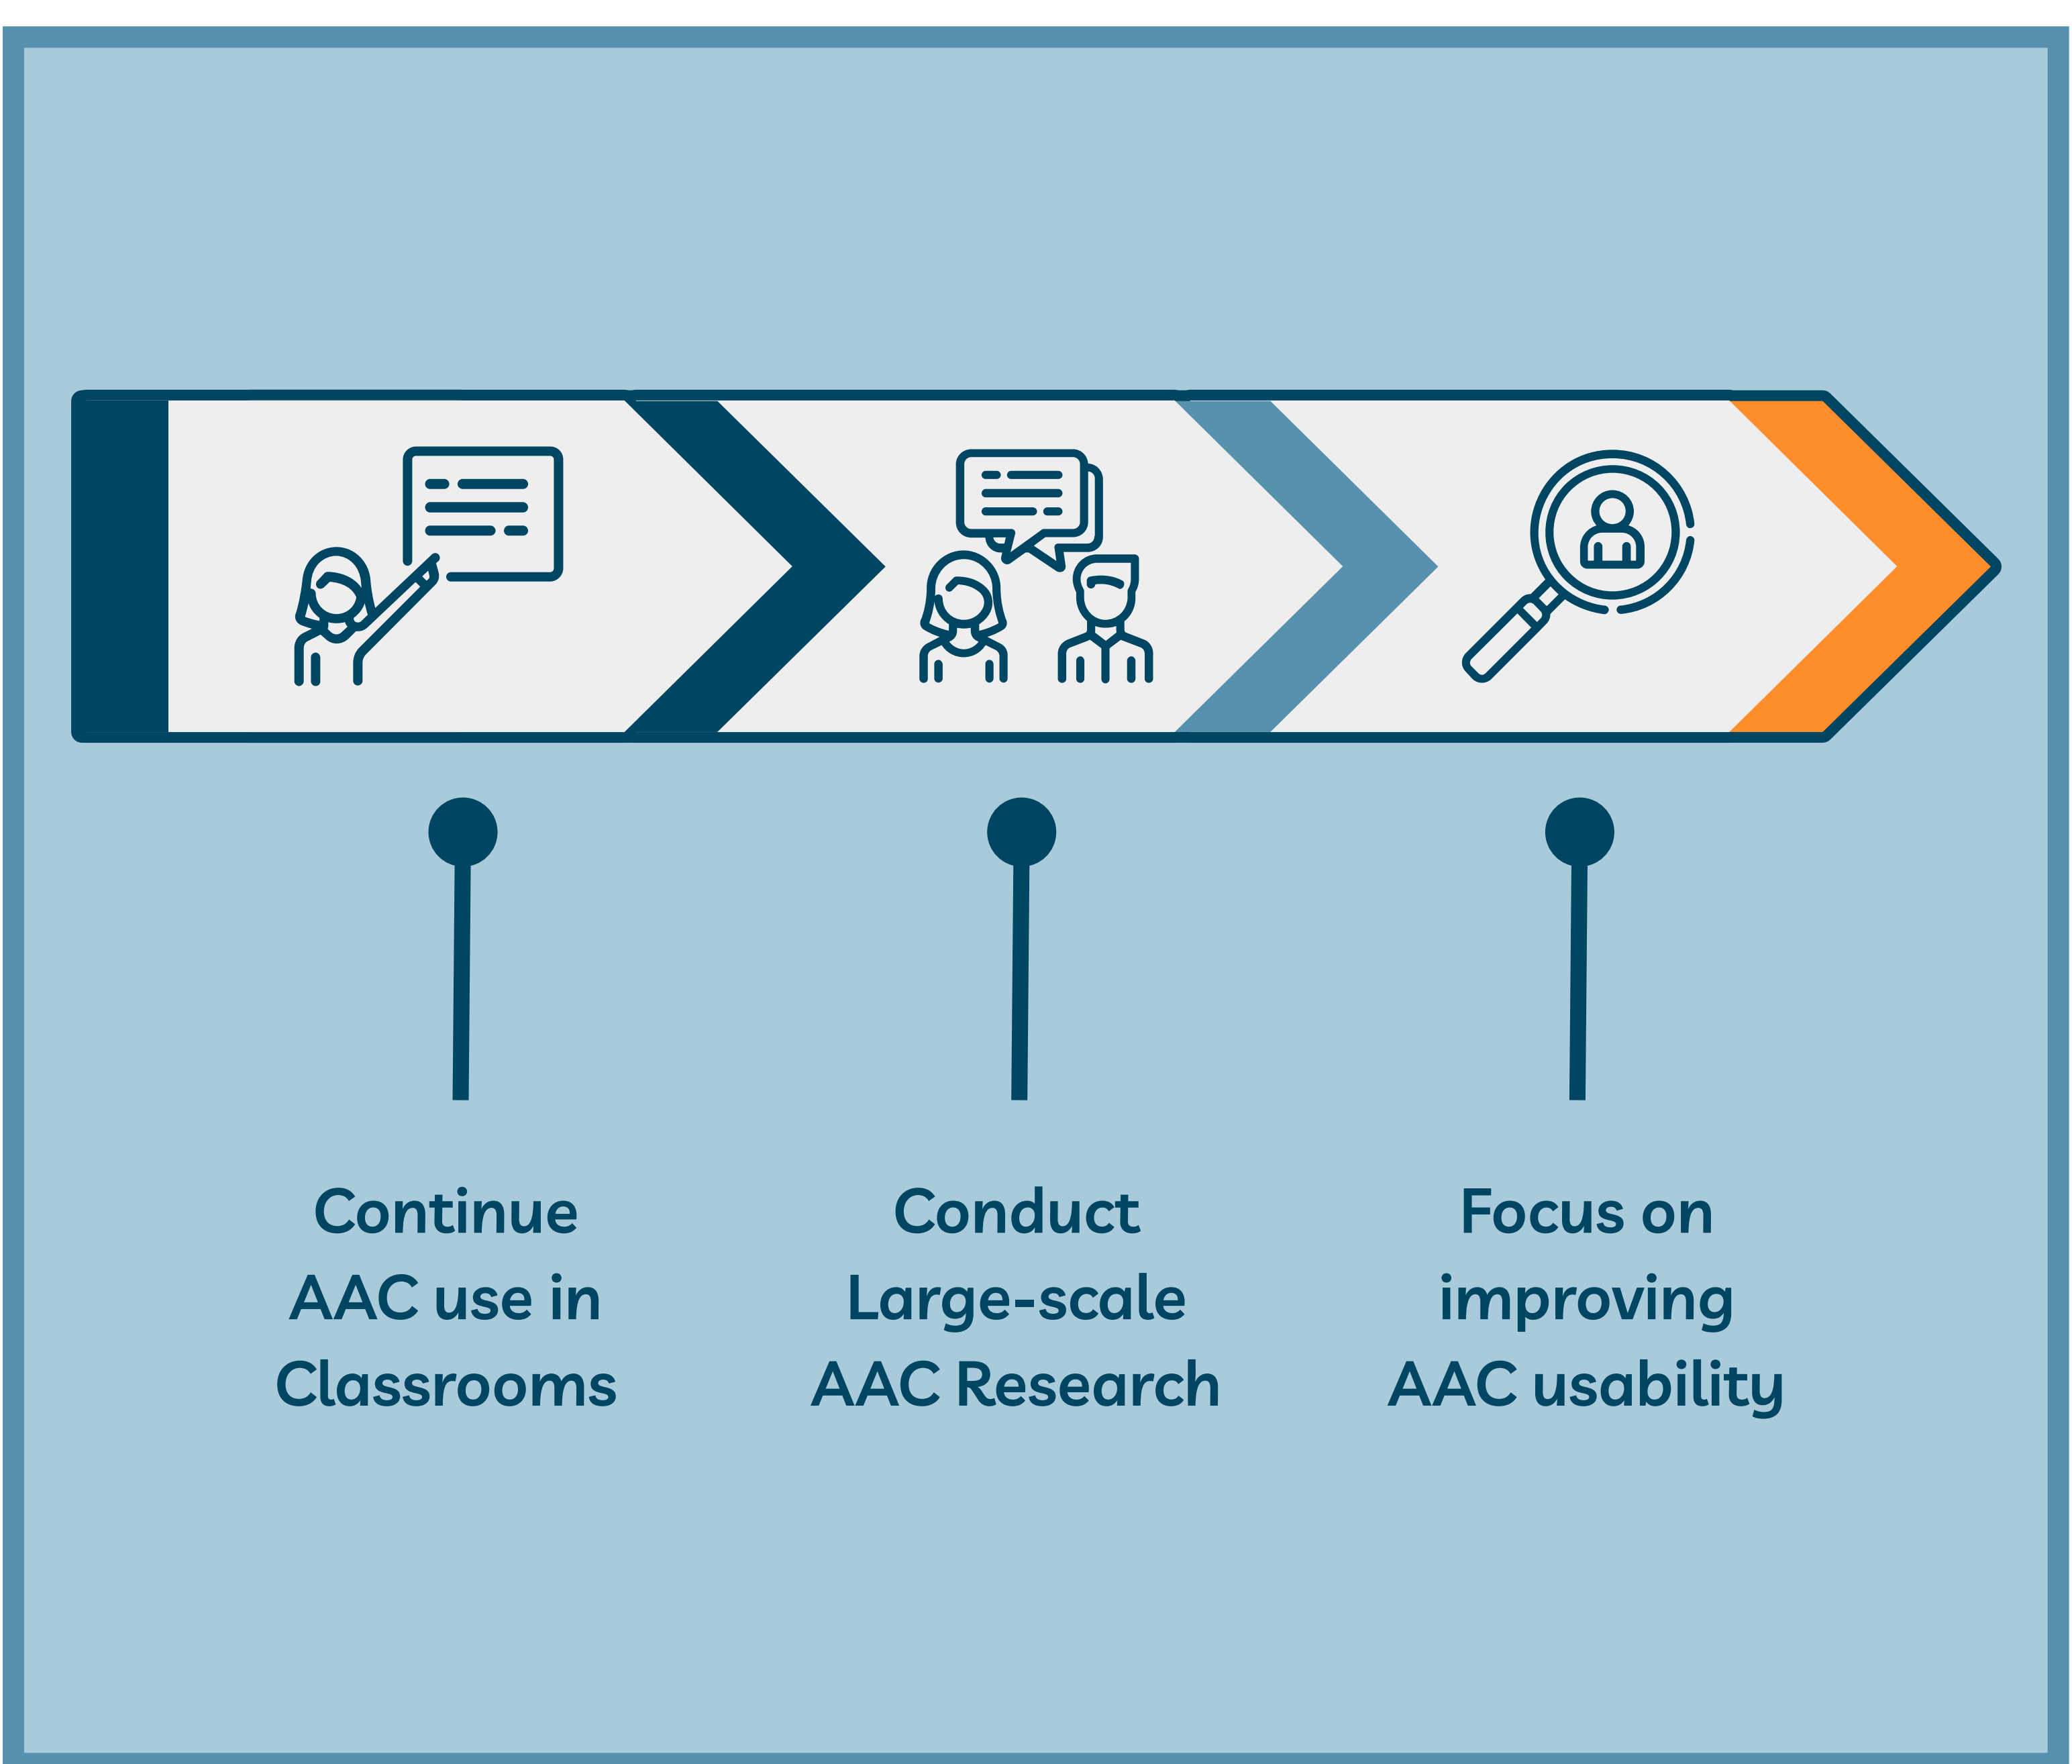 Continue
AAC use in
Classrooms
Conduct
Large-scale
AAC Research
Focus on
improving
AAC usability